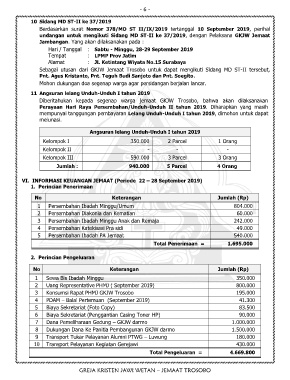 - 4 -
10 Sidang MD ST-II ke 37/2019
Berdasarkan surat Nomor 378/MD ST II/IX/2019 tertanggal 10 September 2019, perihal
undangan untuk mengikuti Sidang MD ST-II ke 37/2019, dengan Pelaksana GKJW Jemaat
Jambangan. Yang akan dilaksanakan pada :
Hari / Tanggal : Sabtu - Minggu, 28-29 September 2019
Tempat : LPMP Prov Jatim
Alamat : Jl. Ketintang Wiyata No.15 Surabaya
Sebagai utusan dari GKJW Jemaat Trosobo untuk dapat mengikuti Sidang MD ST-II tersebut
Pnt. Agus Kristanto, Pnt. Teguh Budi Sanjoto dan Pnt. Soegito.
Mohon dukungan doa segenap warga agar persidangan berjalan lancar.
11 Angsuran lelang Unduh-Unduh I tahun 2019
Diberitahukan kepada segenap warga jemaat GKJW Trosobo, bahwa akan dilaksanakan
Perayaan Hari Raya Persembahan/Unduh-Unduh II tahun 2019. Diharapkan yang masih
mempunyai tanggungan pembayaran Lelang Unduh-Unduh I tahun 2019, dimohon untuk dapat
melunasi.
Angsuran lelang Unduh-Unduh I tahun 2019
Kelompok I 350.000 2 Parcel 1 Orang
Kelompok II - - -
Kelompok III 590.000 3 Parcel 3 Orang
Jumlah : 940.000 5 Parcel 4 Orang
VI. INFORMASI KEUANGAN JEMAAT (Periode 22 – 28 September 2019)
1. Perincian Penerimaan
No Keterangan Jumlah (Rp)
1 Persembahan Ibadah Minggu/Umum 804.000
2 Persembahan Diakonia dan Kematian 60.000
3 Persembahan Ibadah Minggu Anak dan Remaja 242.000
4 Persembahan Katekisasi Pra sidi 49.000
5 Persembahan Ibadah PA Jemaat 540.000
Total Penerimaan = 1.695.000
2. Perincian Pengeluaran
No Keterangan Jumlah (Rp)
1 Sewa Bis Ibadah Minggu 350.000
2 Uang Representative PHMJ ( September 2019) 800.000
3 Konsumsi Rapat PHMJ GKJW Trosobo 195.000
4 PDAM – Balai Pertemuan (September 2019) 41.300
5 Biaya Sekretariat (Foto Copy) 83.500
6 Biaya Sekretariat (Penggantian Casing Toner HP) 90.000
7 Dana Pemeliharaan Gedung – GKJW darmo 1.000.000
8 Dukungan Dana Ke Panitia Pembangunan GKJW darmo 1.500.000
9 Transport Tukar Pelayanan Alumni PTWG – Luwung 180.000
10 Transport Pelayanan Kegiatan Gerejawi 430.000
Total Pengeluaran = 4.669.800
GREJA KRISTEN JAWI WETAN - JEMAAT TROSOBO